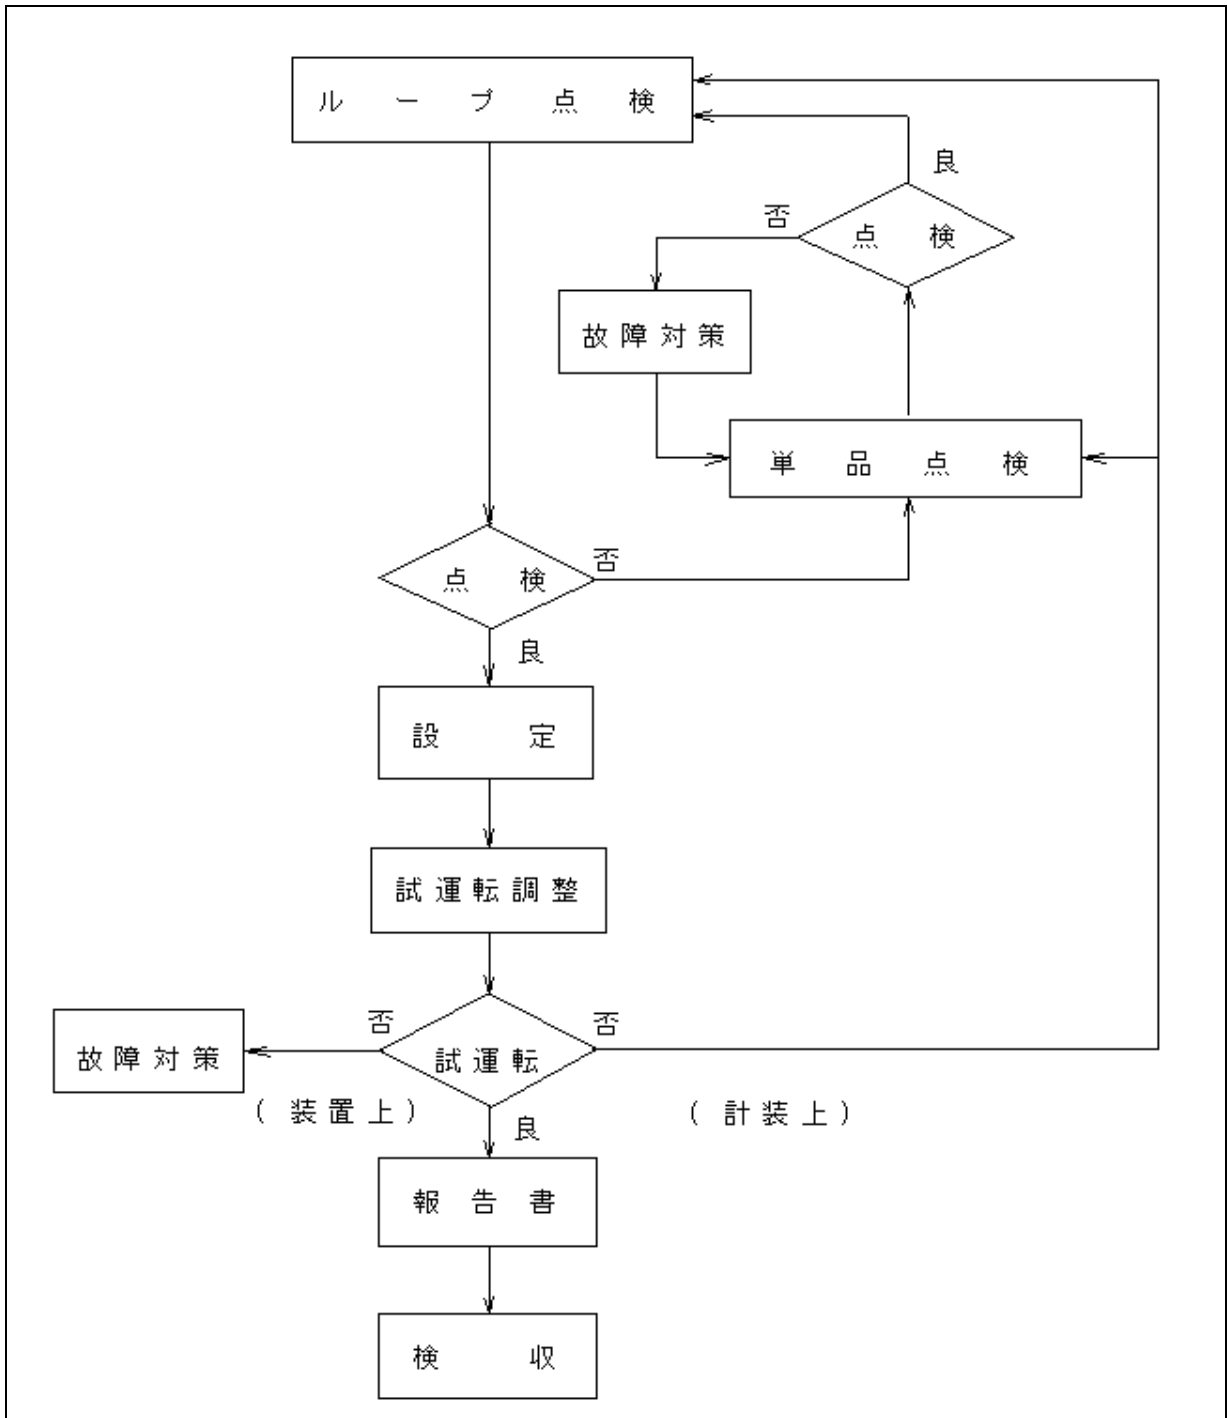 ループ点検
良
否
点検
故障対策
単品点検
否
点検
良
設定
試運転調整
否
否
故障対策
試運転
(装置上)
(計装上)
良
報告書
検収